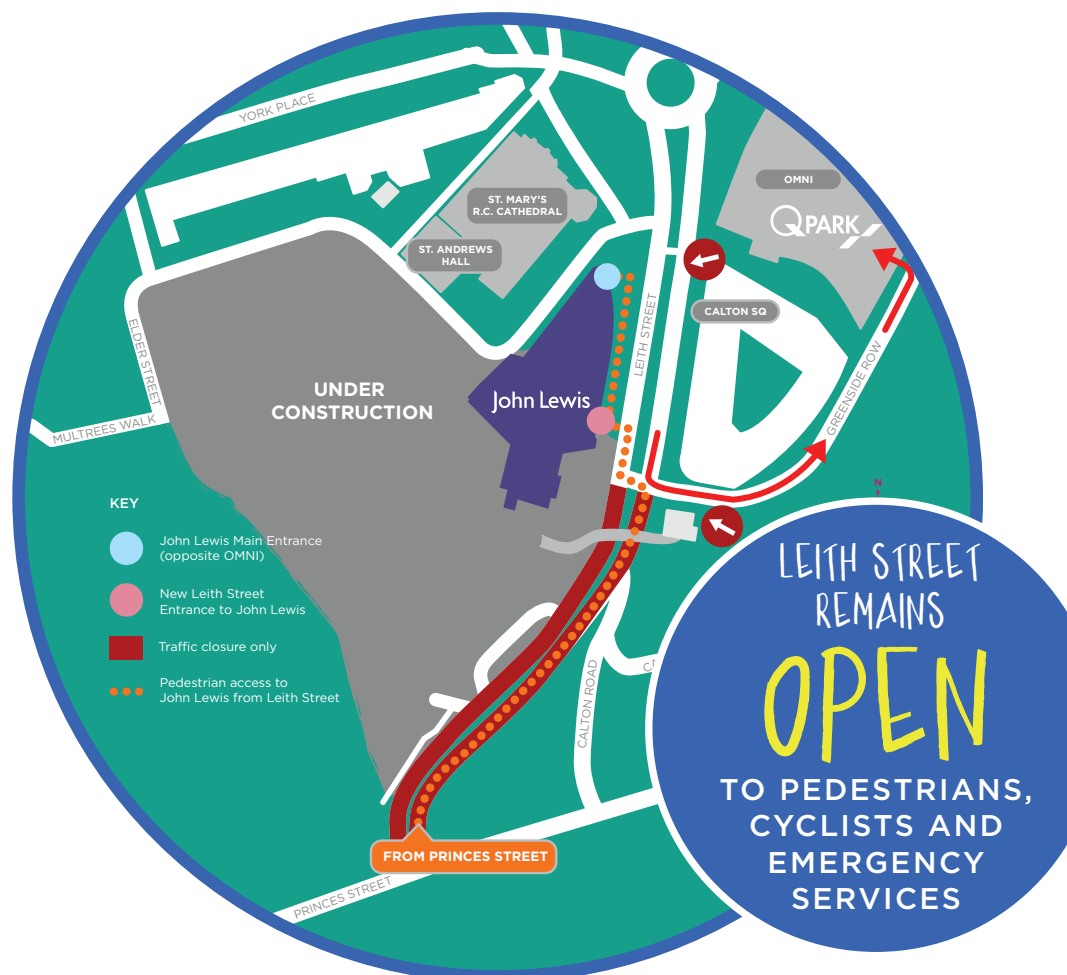 YORK PLACE
OMNI
QPARK
ST. MARY'S
R.C. CATHEDRAL
ST. ANDREWS
HALL
CALTON SQ
LEITH STREET
ELDER STREET
GREENSIDE ROW
UNDER
CONSTRUCTION
John Lewis
MULTREES WALK
N
KEY
John Lewis Main Entrance
(opposite OMNI)
New Leith Street
Entrance to John Lewis
Traffic closure only
Pedestrian access to
John Lewis from Leith Street
CALTON ROAD
FROM PRINCES STREET
PRINCES STREET
LEITH STREET
REMAINS
OPEN
TO PEDESTRIANS,
CYCLISTS AND
EMERGENCY
SERVICES